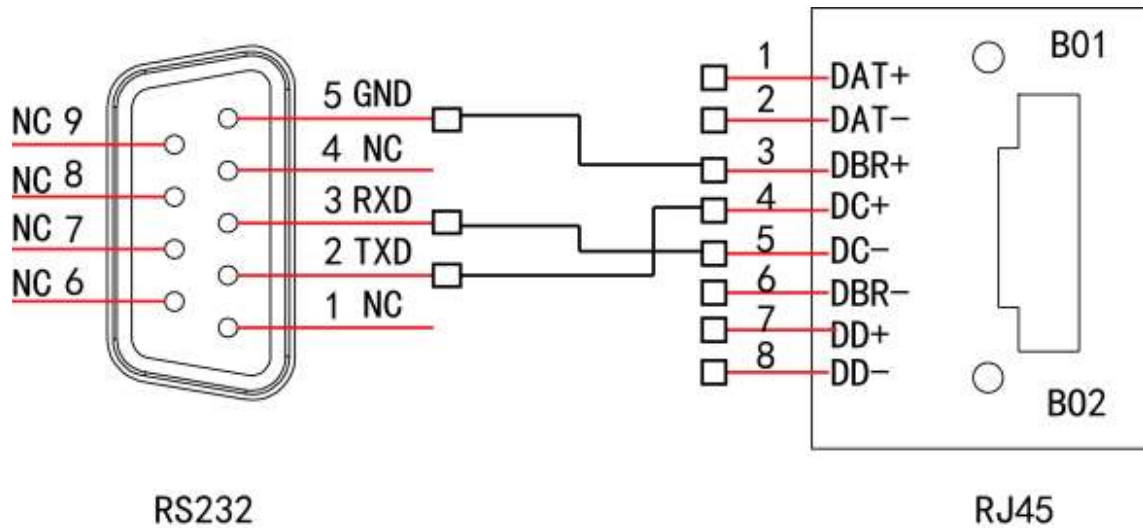 NC 9
NC 8
NC 7
NC 6
5 GND
4 NC
3 RXD
2 TXD
1 NC
1 DAT+
2 DAT-
3 DBR+
4 DC+
5 DC-
6 DBR-
7 DD+
8 DD-
B01
B02
RS232
RJ45